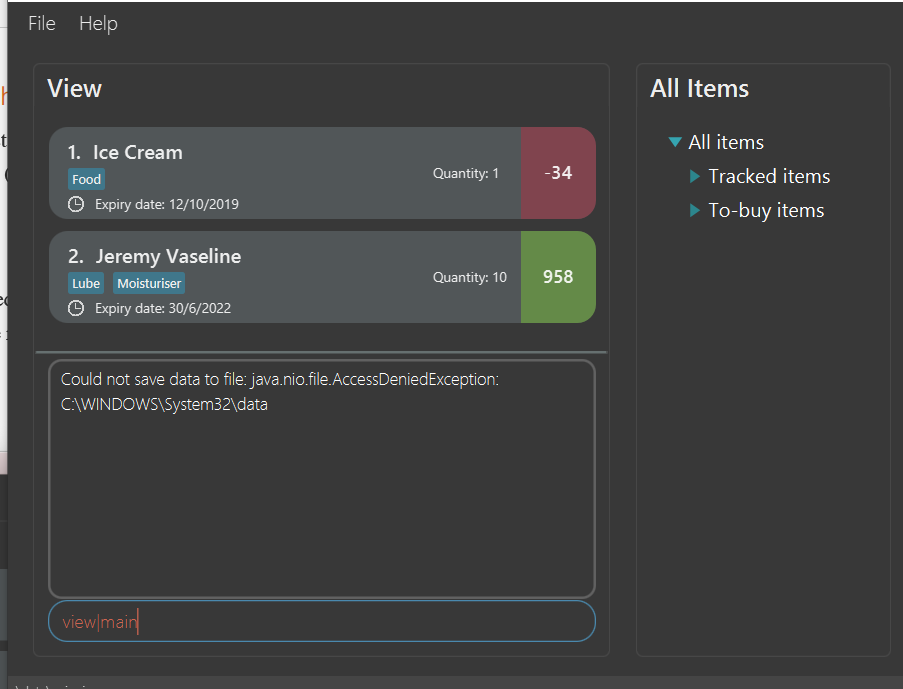 File Help
View
1. Ice Cream
Food
Expiry date: 12/10/2019
Quantity: 1
-34
2. Jeremy Vaseline
Lube Moisturiser
Expiry date: 30/6/2022
Quantity: 10
958
Could not save data to file: java.nio.file.AccessDeniedException:
C:\WINDOWS\System32\data
view|main
All Items
All items
Tracked items
To-buy items